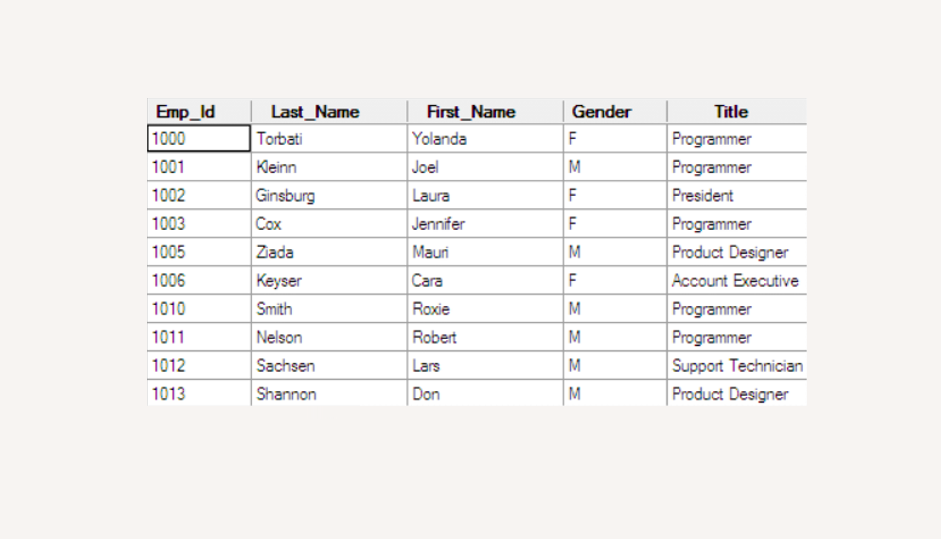 Emp_Id Last_Name First_Name Gender Title
1000 Torbati Yolanda F Programmer
1001 Kleinn Joel M Programmer
1002 Ginsburg Laura F President
1003 Cox Jennifer F Programmer
1005 Ziada Mauri M Product Designer
1006 Keyser Cara F Account Executive
1010 Smith Roxie M Programmer
1011 Nelson Robert M Programmer
1012 Sachsen Lars M Support Technician
1013 Shannon Don M Product Designer